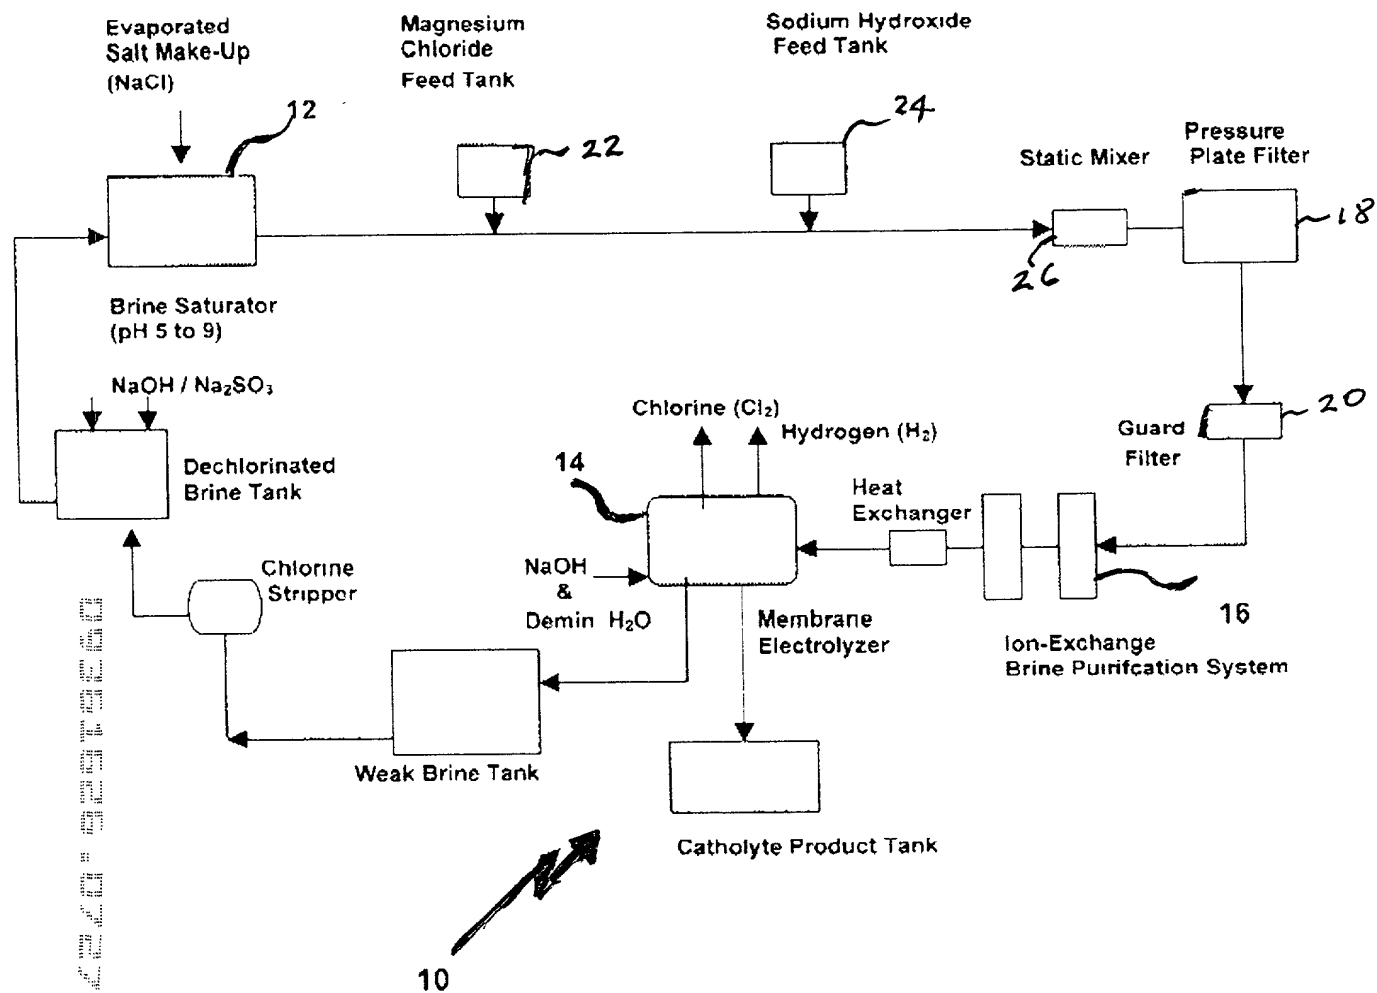 Evaporated
Salt Make-Up
(NaCl)
Magnesium
Chloride
Feed Tank
Sodium Hydroxide
Feed Tank
12
22
24
Static Mixer
Pressure
Plate Filter
18
26
Brine Saturator
(pH 5 to 9)
NaOH / Na₂SO₃
Dechlorinated
Brine Tank
Chlorine (Cl₂)
Hydrogen (H₂)
14
Guard
Filter
20
Heat
Exchanger
Chlorine
Stripper
NaOH
&
Demin H₂O
Membrane
Electrolyzer
16
Ion-Exchange
Brine Puirifcation System
Weak Brine Tank
Catholyte Product Tank
10